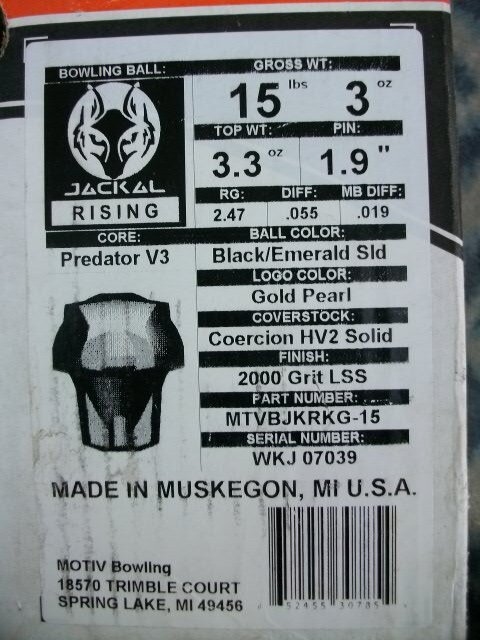 BOWLING BALL:
JACKAL
RISING
GROSS WT:
15 lbs 3 oz
TOP WT: PIN:
3.3 oz 1.9 "
RG: DIFF: MB DIFF:
2.47 .055 .019
CORE:
Predator V3
BALL COLOR:
Black/Emerald Sld
LOGO COLOR:
Gold Pearl
COVERSTOCK:
Coercion HV2 Solid
FINISH:
2000 Grit LSS
PART NUMBER:
MTVBJKRKG-15
SERIAL NUMBER:
WKJ 07039
MADE IN MUSKEGON, MI U.S.A.
MOTIV Bowling
18570 TRIMBLE COURT
SPRING LAKE, MI 49456
52455 30785